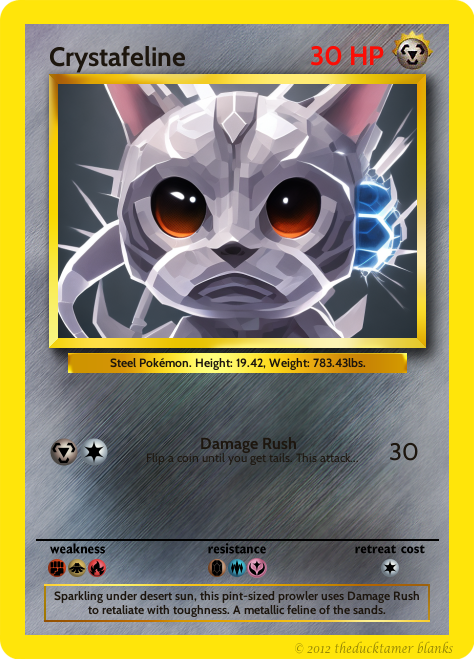 Crystafeline 30 HP
Steel Pokémon. Height: 19.42, Weight: 783.43lbs.
Damage Rush
Flip a coin until you get tails. This attack...
30
weakness resistance retreat cost
Sparkling under desert sun, this pint-sized prowler uses Damage Rush
to retaliate with toughness. A metallic feline of the sands.
© 2012 theducktamer blanks